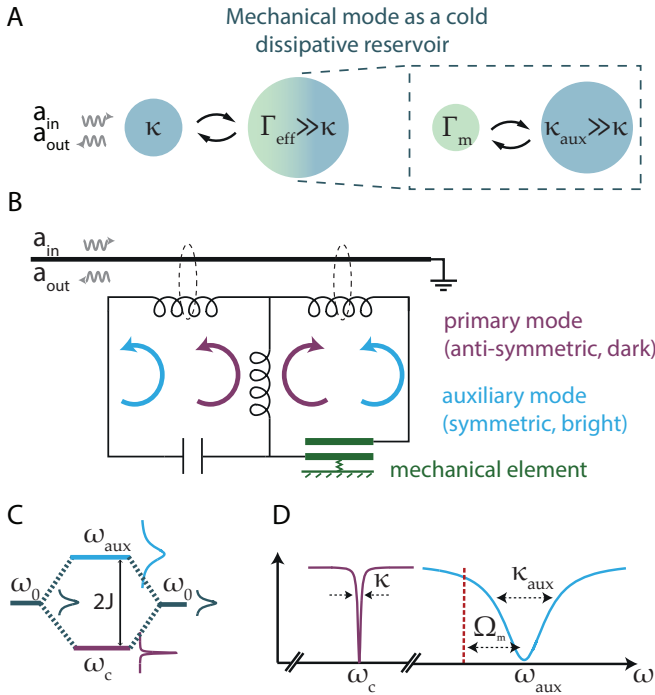 A
Mechanical mode as a cold
dissipative reservoir
a_in
a_out
κ
Γ_eff≫κ
Γ_m
κ_aux≫κ
B
a_in
a_out
primary mode
(anti-symmetric, dark)
auxiliary mode
(symmetric, bright)
mechanical element
C
ω_aux
ω_0
2J
ω_0
ω_c
D
κ
κ_aux
Ω_m
ω_c
ω_aux
ω